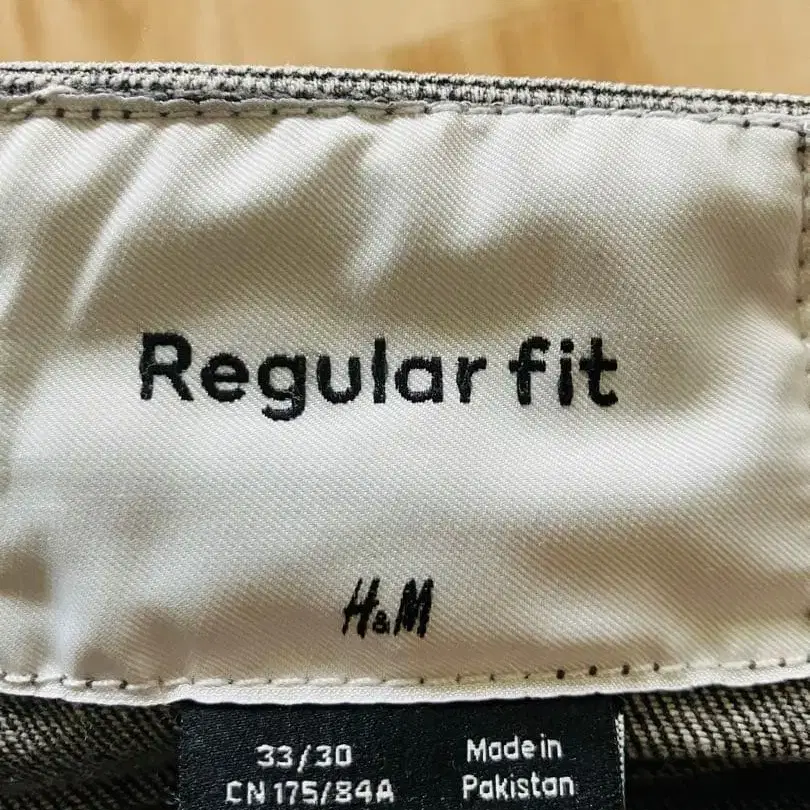 Regular fit
H&M
33/30
CN 175/84A
Made in
Pakistan